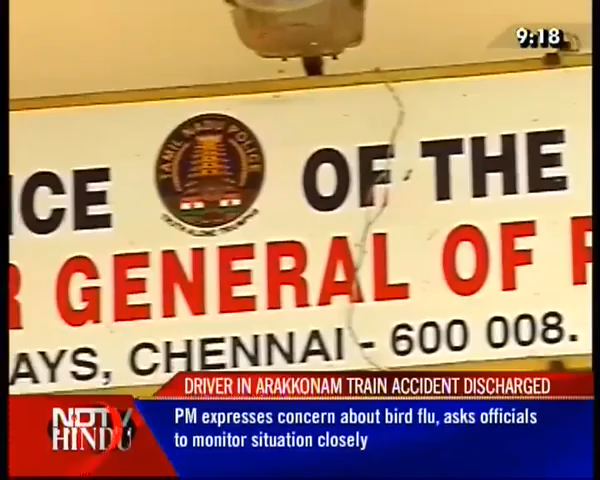 9:18
ICE OF THE
TAMIL NADU POLICE
R GENERAL OF P
AYS, CHENNAI - 600 008.
DRIVER IN ARAKKONAM TRAIN ACCIDENT DISCHARGED
NDTV
HINDU
PM expresses concern about bird flu, asks officials
to monitor situation closely